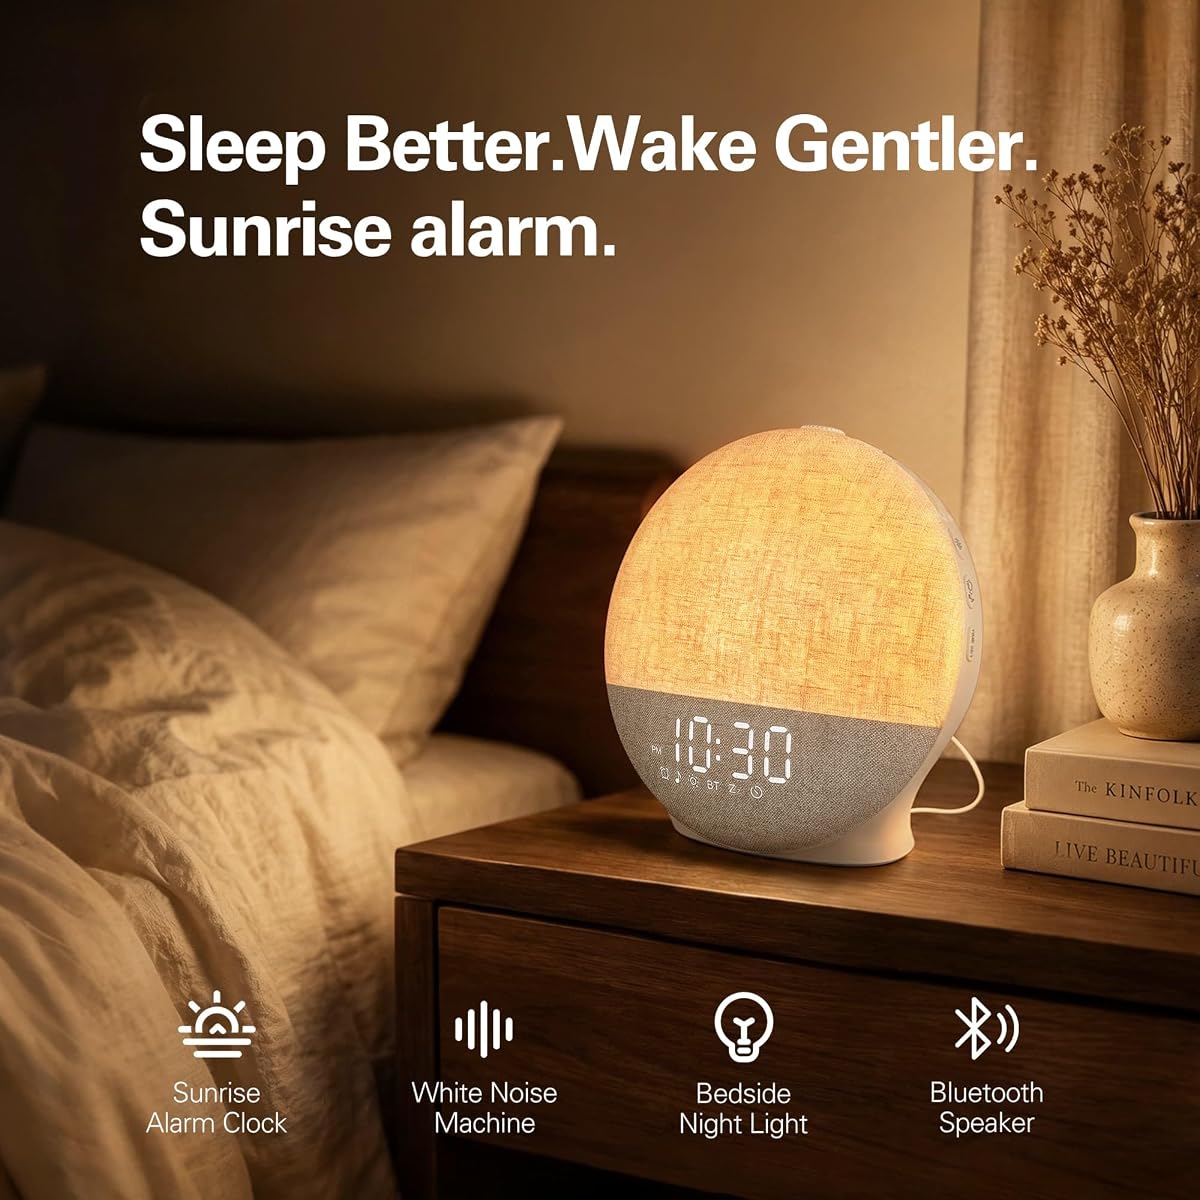 Sleep Better.Wake Gentler.
Sunrise alarm.
PM 10:30
BT Z
The KINFOLK
LIVE BEAUTIFU
Sunrise
Alarm Clock
White Noise
Machine
Bedside
Night Light
Bluetooth
Speaker